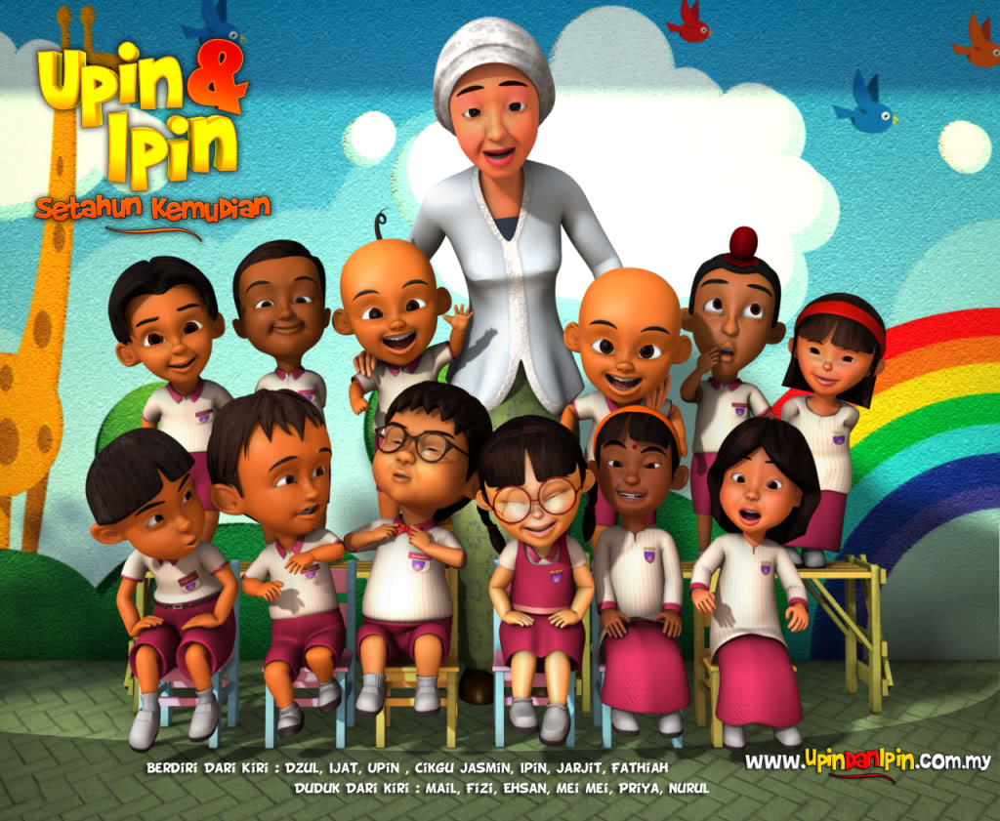 Upin &
Ipin
Setahun Kemudian
BERDIRI DARI KIRI : DZUL, IJAT, UPIN , CIKGU JASMIN, IPIN, JARJIT, FATHIAH
DUDUK DARI KIRI : MAIL, FIZI, EHSAN, MEI MEI, PRIYA, NURUL
www.UpinDanIpin.com.my